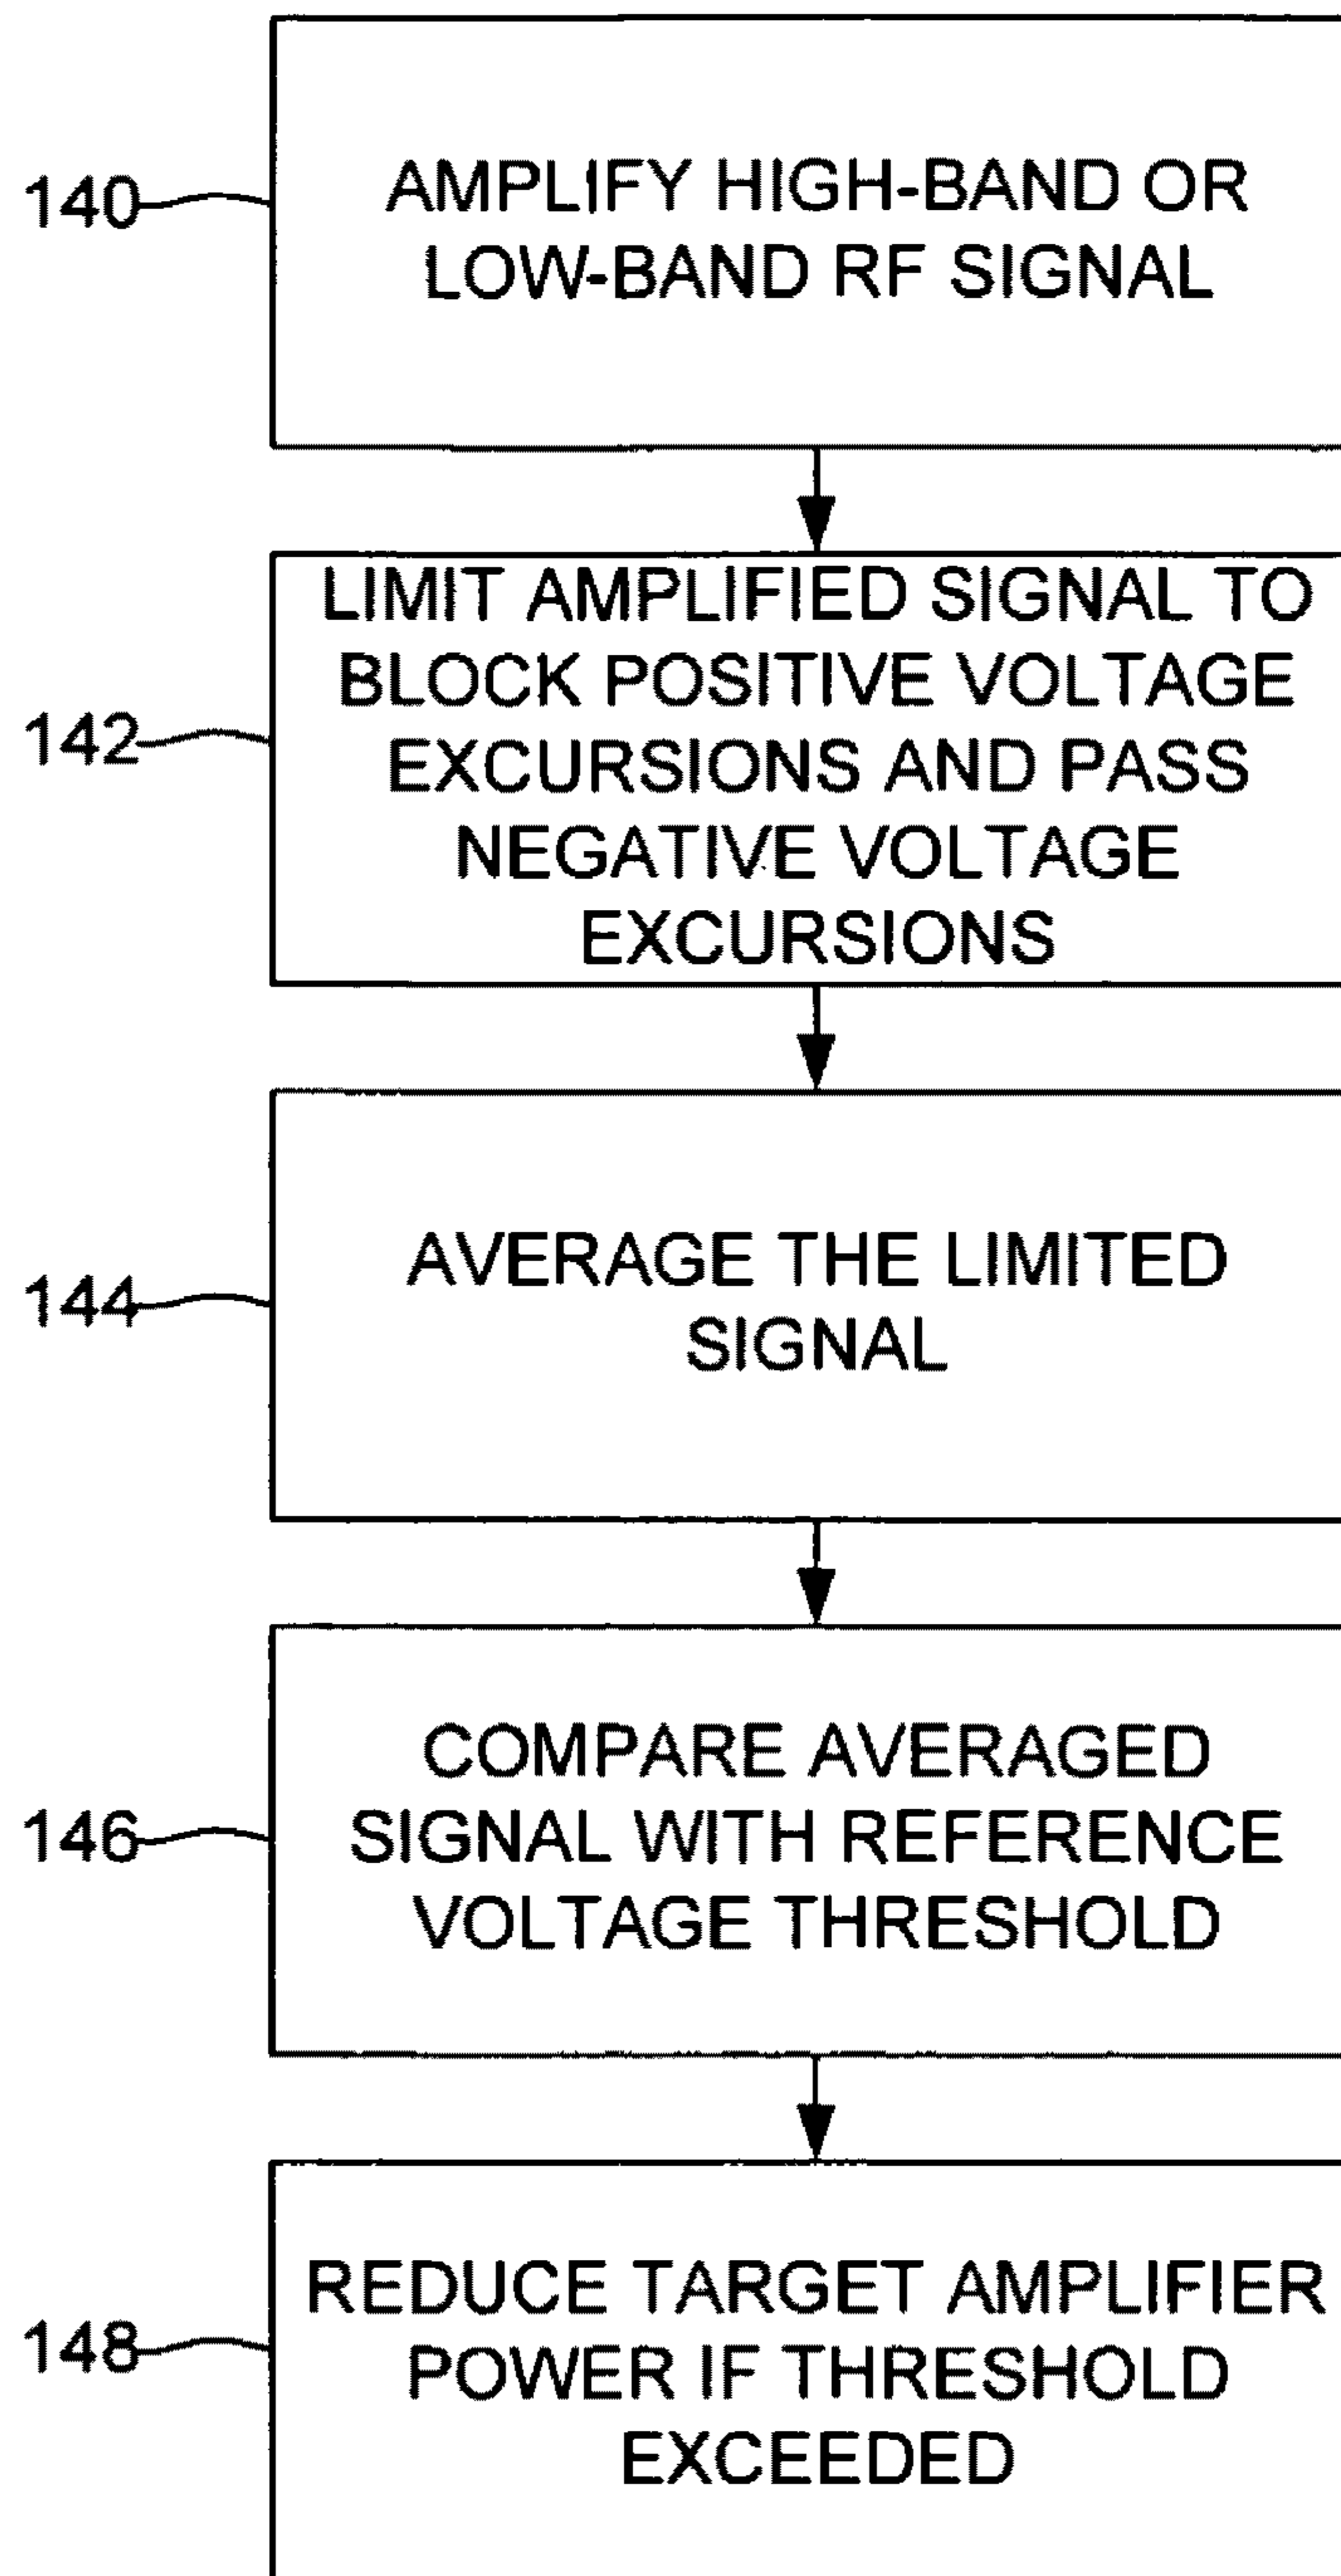 140
AMPLIFY HIGH-BAND OR
LOW-BAND RF SIGNAL
142
LIMIT AMPLIFIED SIGNAL TO
BLOCK POSITIVE VOLTAGE
EXCURSIONS AND PASS
NEGATIVE VOLTAGE
EXCURSIONS
144
AVERAGE THE LIMITED
SIGNAL
146
COMPARE AVERAGED
SIGNAL WITH REFERENCE
VOLTAGE THRESHOLD
148
REDUCE TARGET AMPLIFIER
POWER IF THRESHOLD
EXCEEDED